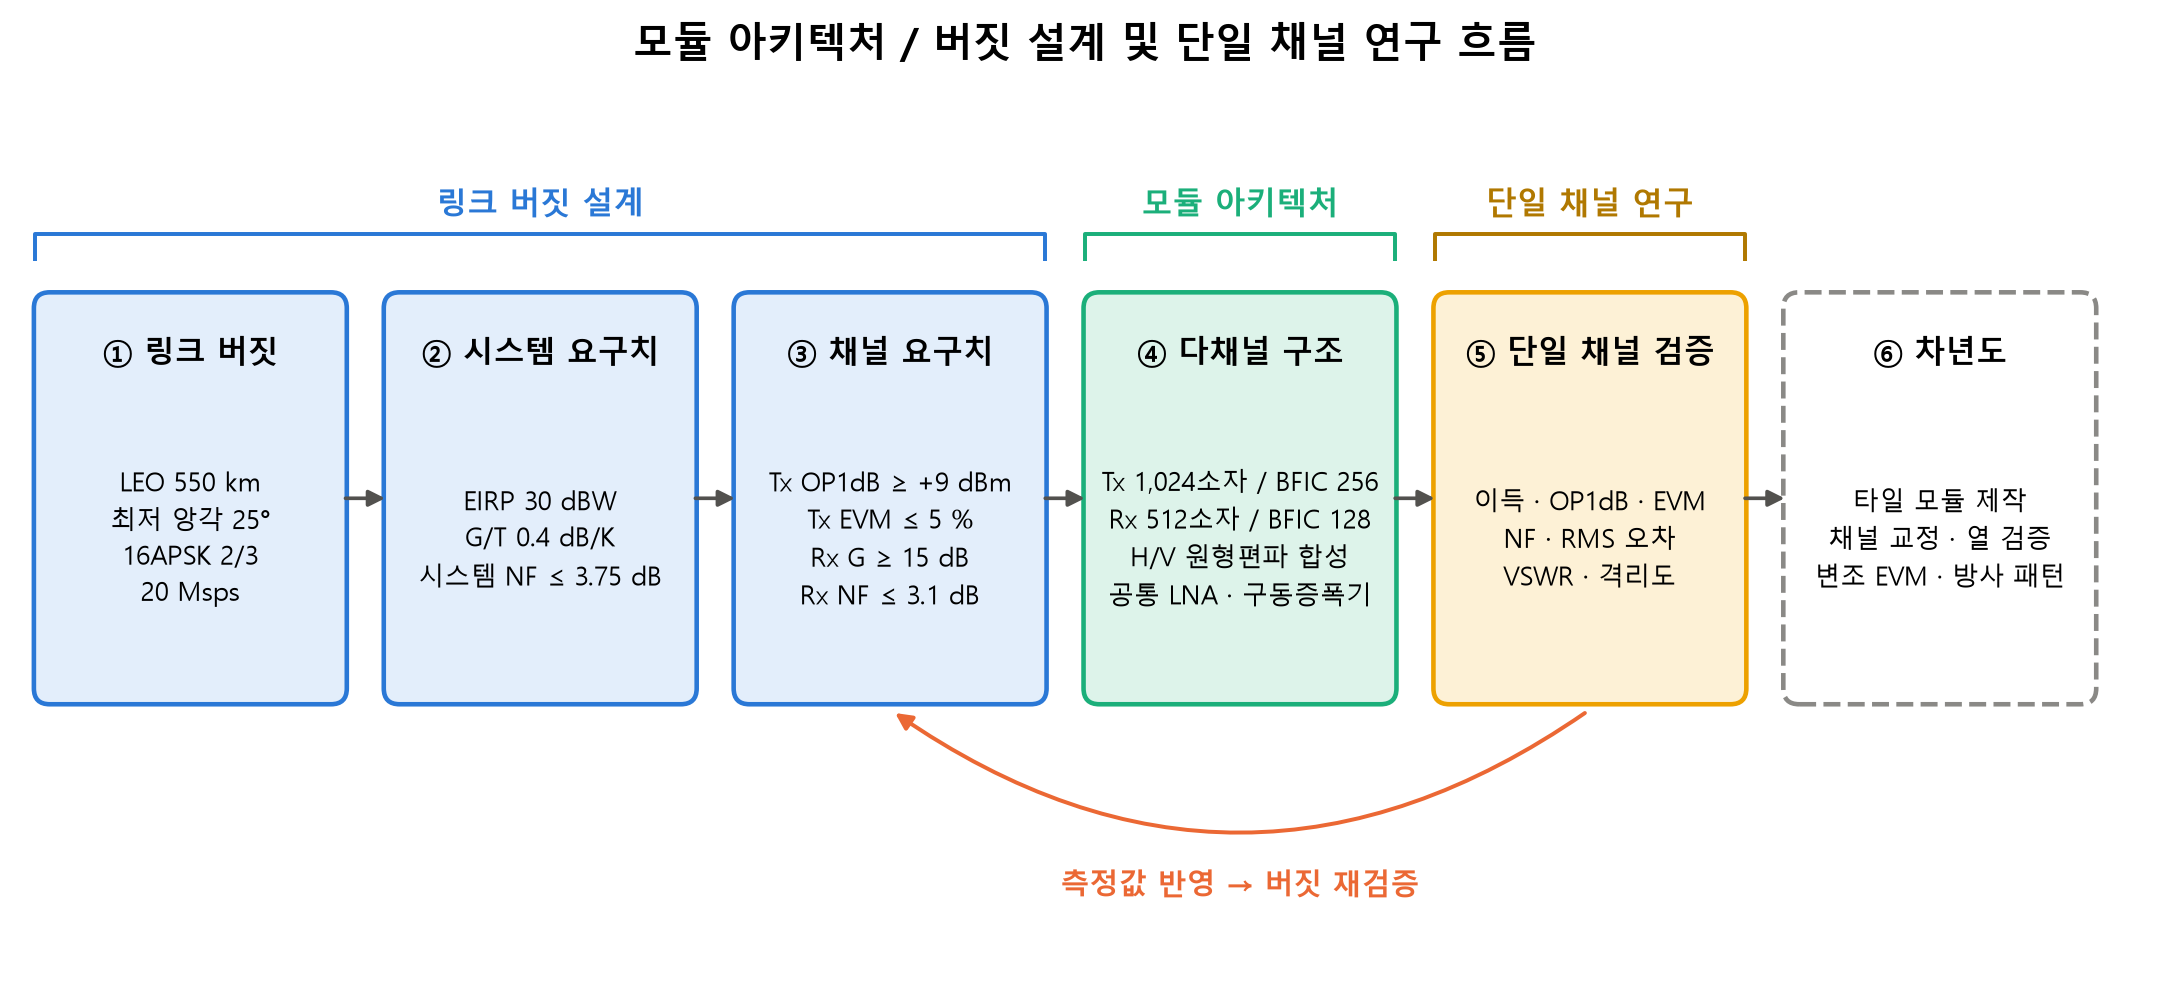 모듈 아키텍처 / 버짓 설계 및 단일 채널 연구 흐름
링크 버짓 설계
모듈 아키텍처
단일 채널 연구
① 링크 버짓
LEO 550 km
최저 앙각 25°
16APSK 2/3
20 Msps
② 시스템 요구치
EIRP 30 dBW
G/T 0.4 dB/K
시스템 NF ≤ 3.75 dB
③ 채널 요구치
Tx OP1dB ≥ +9 dBm
Tx EVM ≤ 5 %
Rx G ≥ 15 dB
Rx NF ≤ 3.1 dB
④ 다채널 구조
Tx 1,024소자 / BFIC 256
Rx 512소자 / BFIC 128
H/V 원형편파 합성
공통 LNA · 구동증폭기
⑤ 단일 채널 검증
이득 · OP1dB · EVM
NF · RMS 오차
VSWR · 격리도
⑥ 차년도
타일 모듈 제작
채널 교정 · 열 검증
변조 EVM · 방사 패턴
측정값 반영 → 버짓 재검증